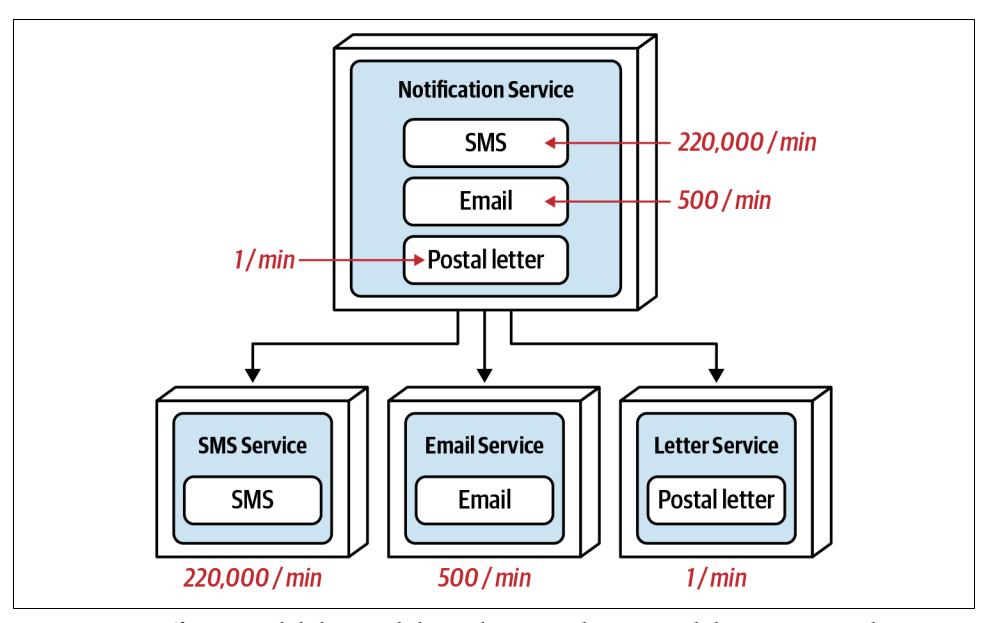 Notification Service
SMS
220,000 / min
Email
500 / min
1 / min
Postal letter
SMS Service
SMS
220,000 / min
Email Service
Email
500 / min
Letter Service
Postal letter
1 / min